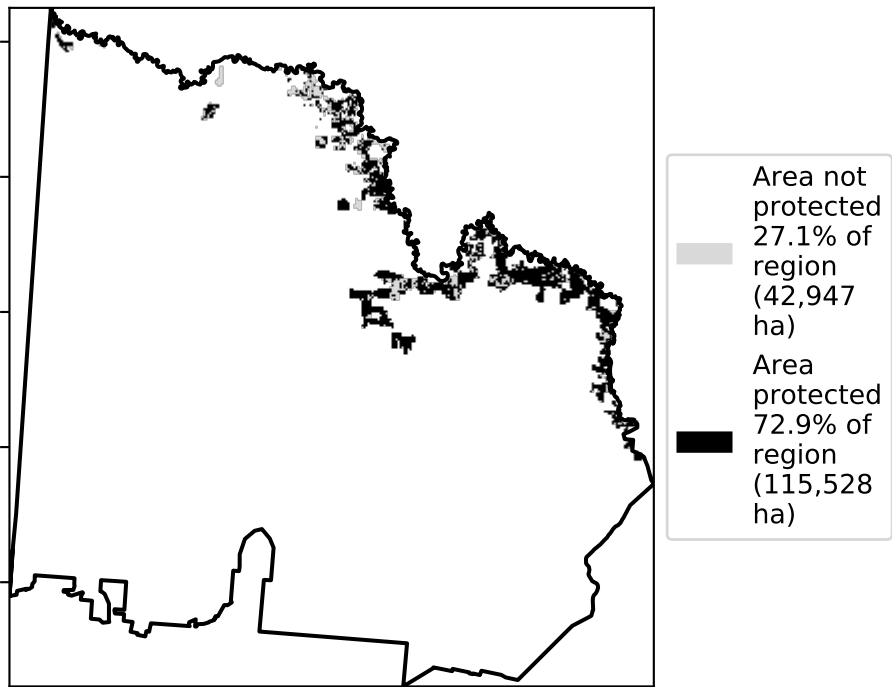 Area not
protected
27.1% of
region
(42,947
ha)
Area
protected
72.9% of
region
(115,528
ha)